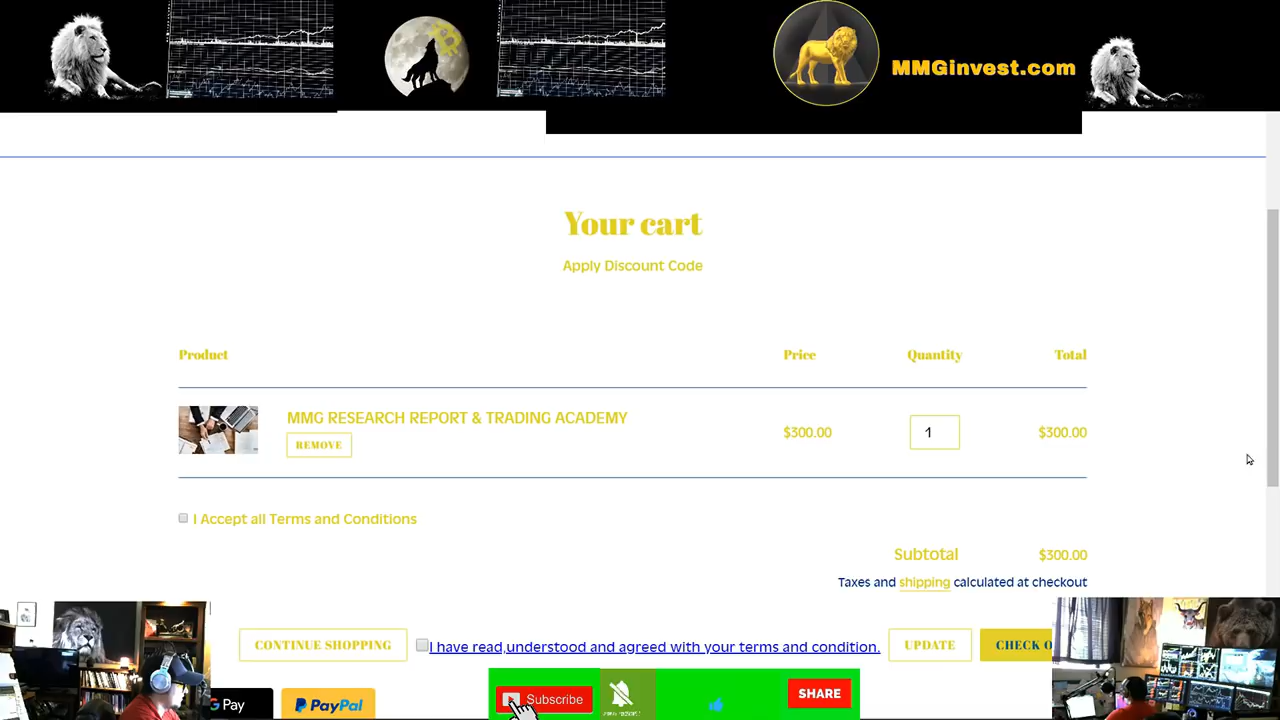 MMGinvest.com
Your cart
Apply Discount Code
Product Price Quantity Total
MMG RESEARCH REPORT & TRADING ACADEMY
REMOVE
$300.00 1 $300.00
I Accept all Terms and Conditions
Subtotal $300.00
Taxes and shipping calculated at checkout
CONTINUE SHOPPING I have read,understood and agreed with your terms and condition. UPDATE CHECK O
G Pay PayPal Subscribe SHARE